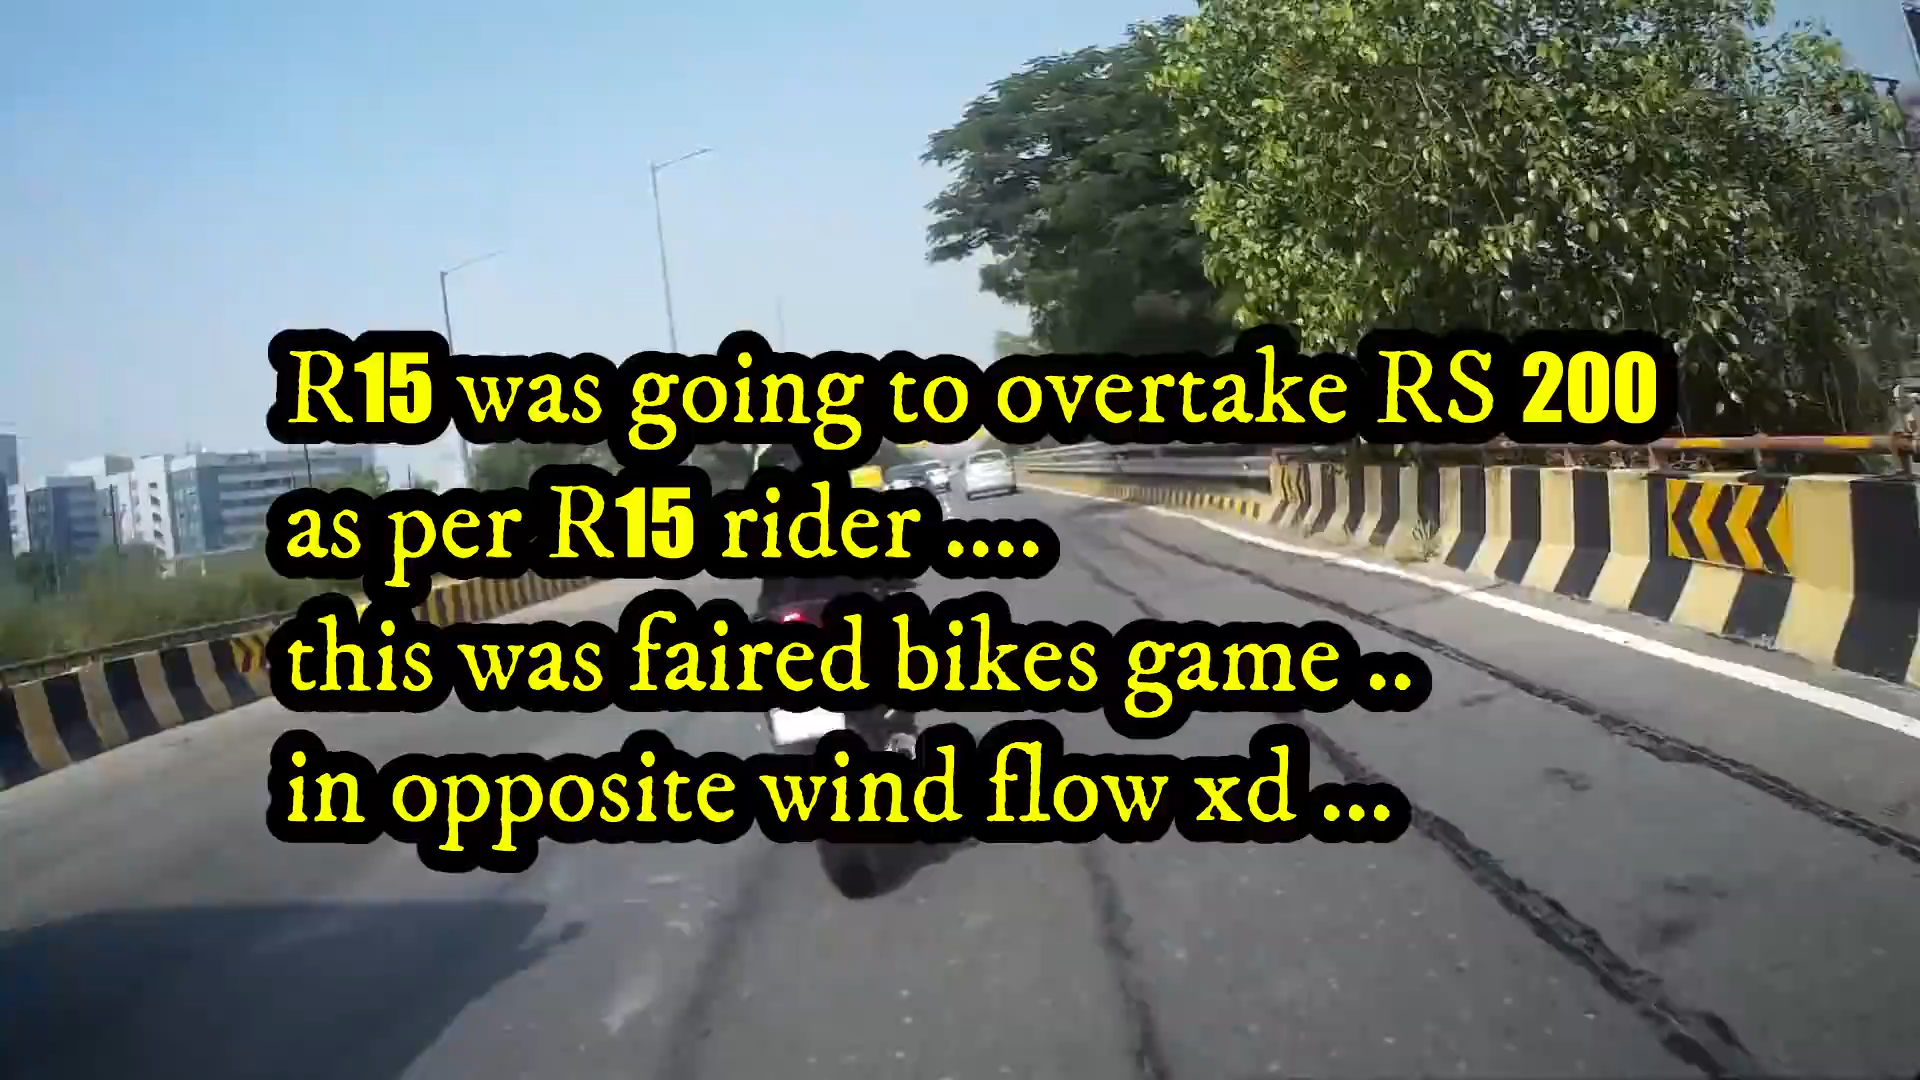 R15 was going to overtake RS 200
as per R15 rider ....
this was faired bikes game ..
in opposite wind flow xd ...